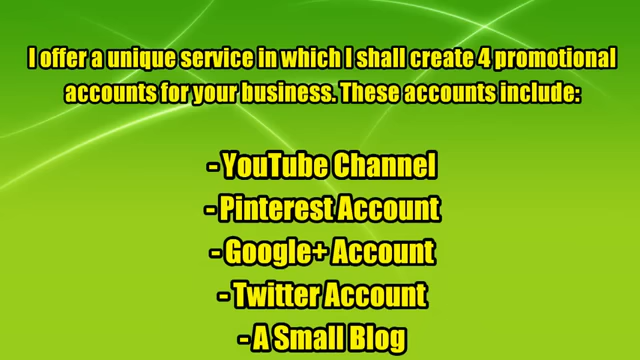 I offer a unique service in which I shall create 4 promotional
accounts for your business. These accounts include:
- YouTube Channel
- Pinterest Account
- Google+ Account
- Twitter Account
- A Small Blog